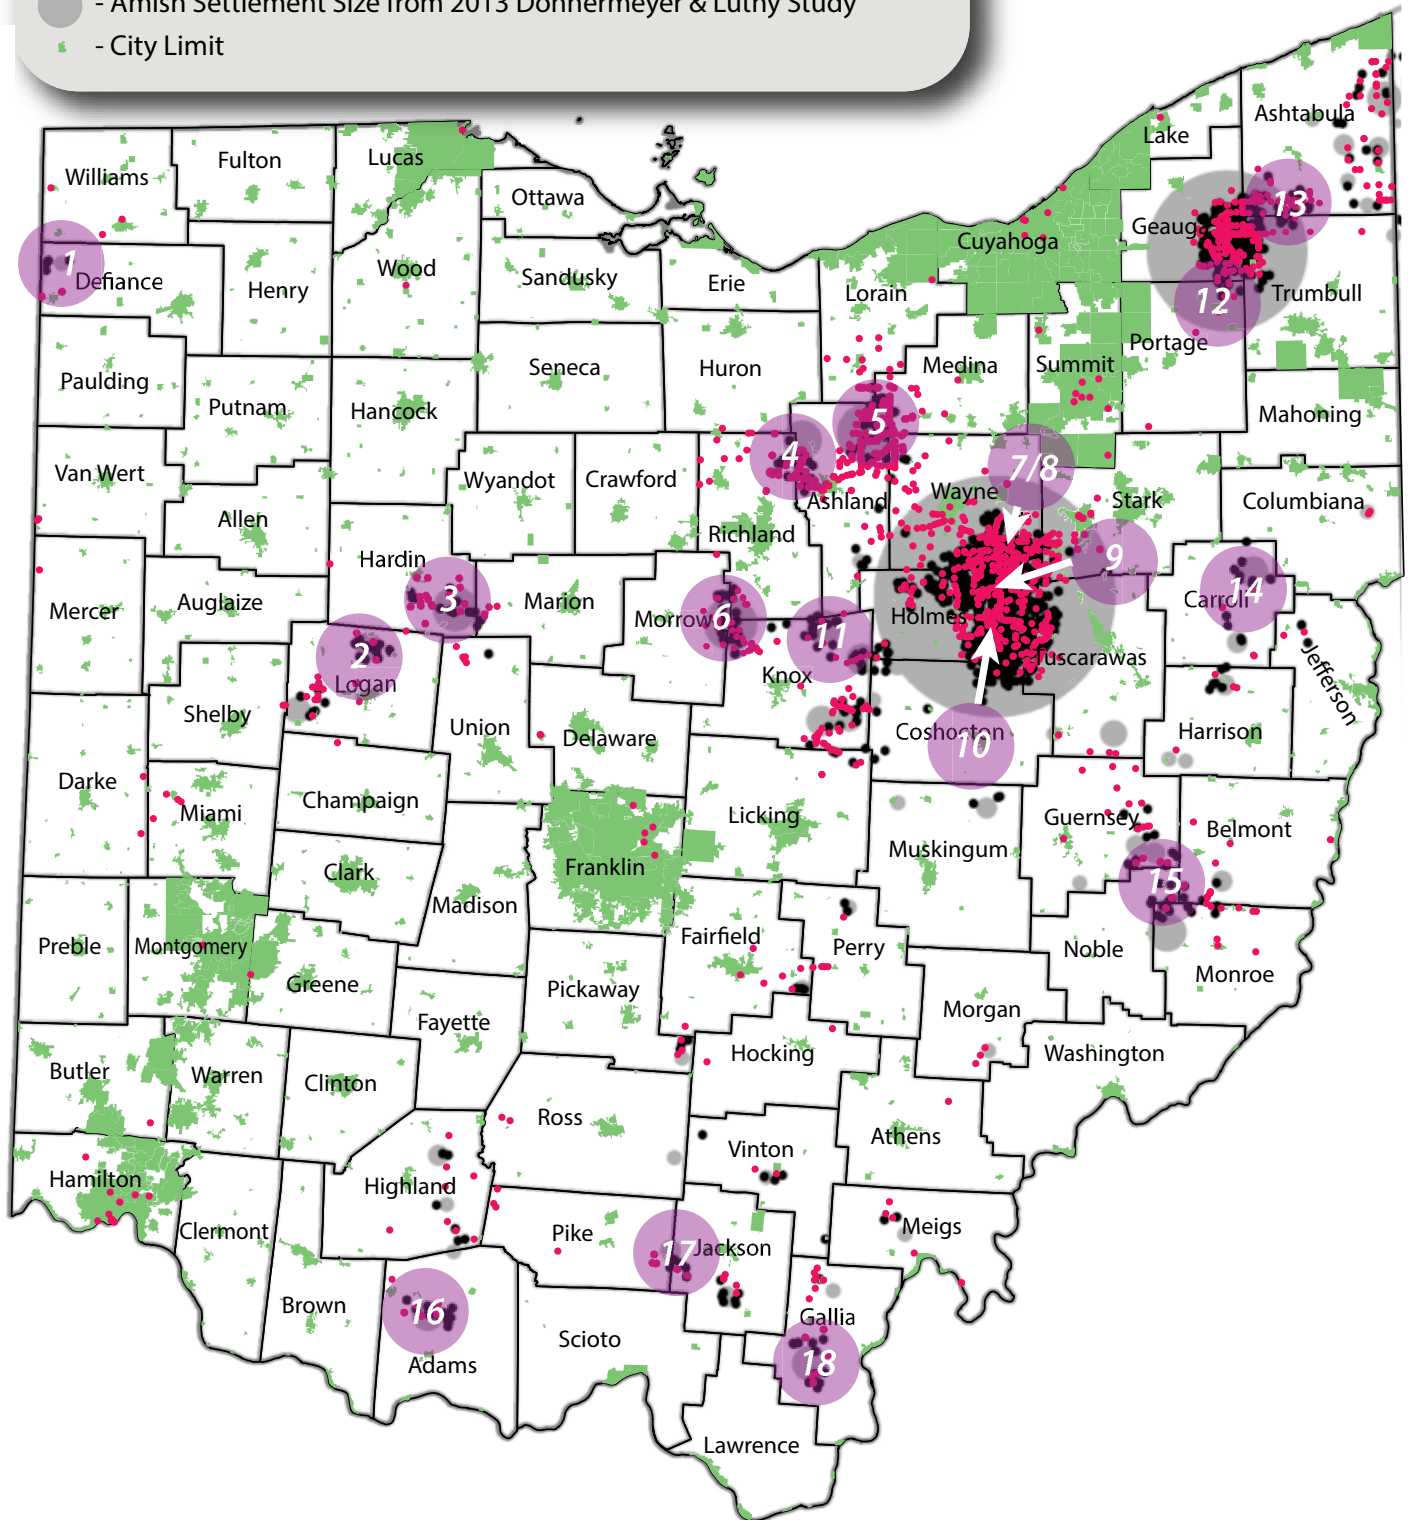 - Amish Settlement Size from 2013 Donnermeyer & Luthy Study
- City Limit
Ashtabula
Lake
Williams
Fulton
Lucas
Ottawa
13
Geauga
Cuyahoga
1
Defiance
Henry
Wood
Sandusky
Erie
Lorain
12
Trumbull
Paulding
Putnam
Hancock
Seneca
Huron
Medina
Summit
Portage
Mahoning
5
4
7/8
Van Wert
Allen
Wyandot
Crawford
Richland
Ashland
Wayne
Stark
Columbiana
Hardin
9
14
Mercer
Auglaize
3
Marion
Morrow
6
11
Holmes
Carroll
2
Logan
Knox
Tuscarawas
Jefferson
Shelby
Union
Delaware
Coshocton
10
Harrison
Darke
Miami
Champaign
Licking
Guernsey
Belmont
Clark
Franklin
Muskingum
15
Madison
Preble
Montgomery
Greene
Fairfield
Perry
Noble
Monroe
Pickaway
Fayette
Morgan
Butler
Warren
Clinton
Hocking
Washington
Ross
Athens
Hamilton
Highland
Vinton
Clermont
Pike
17
Jackson
Meigs
Brown
16
Adams
Scioto
Gallia
18
Lawrence